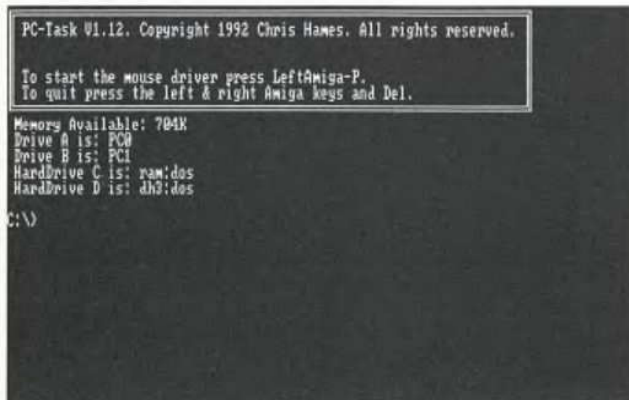 PC-Task V1.12. Copyright 1992 Chris Hames. All rights reserved.
To start the mouse driver press LeftAmiga-P.
To quit press the left & right Amiga keys and Del.
Memory Available: 704K
Drive A is: PC0
Drive B is: PC1
HardDrive C is: ram:dos
HardDrive D is: dh3:dos
C:\>